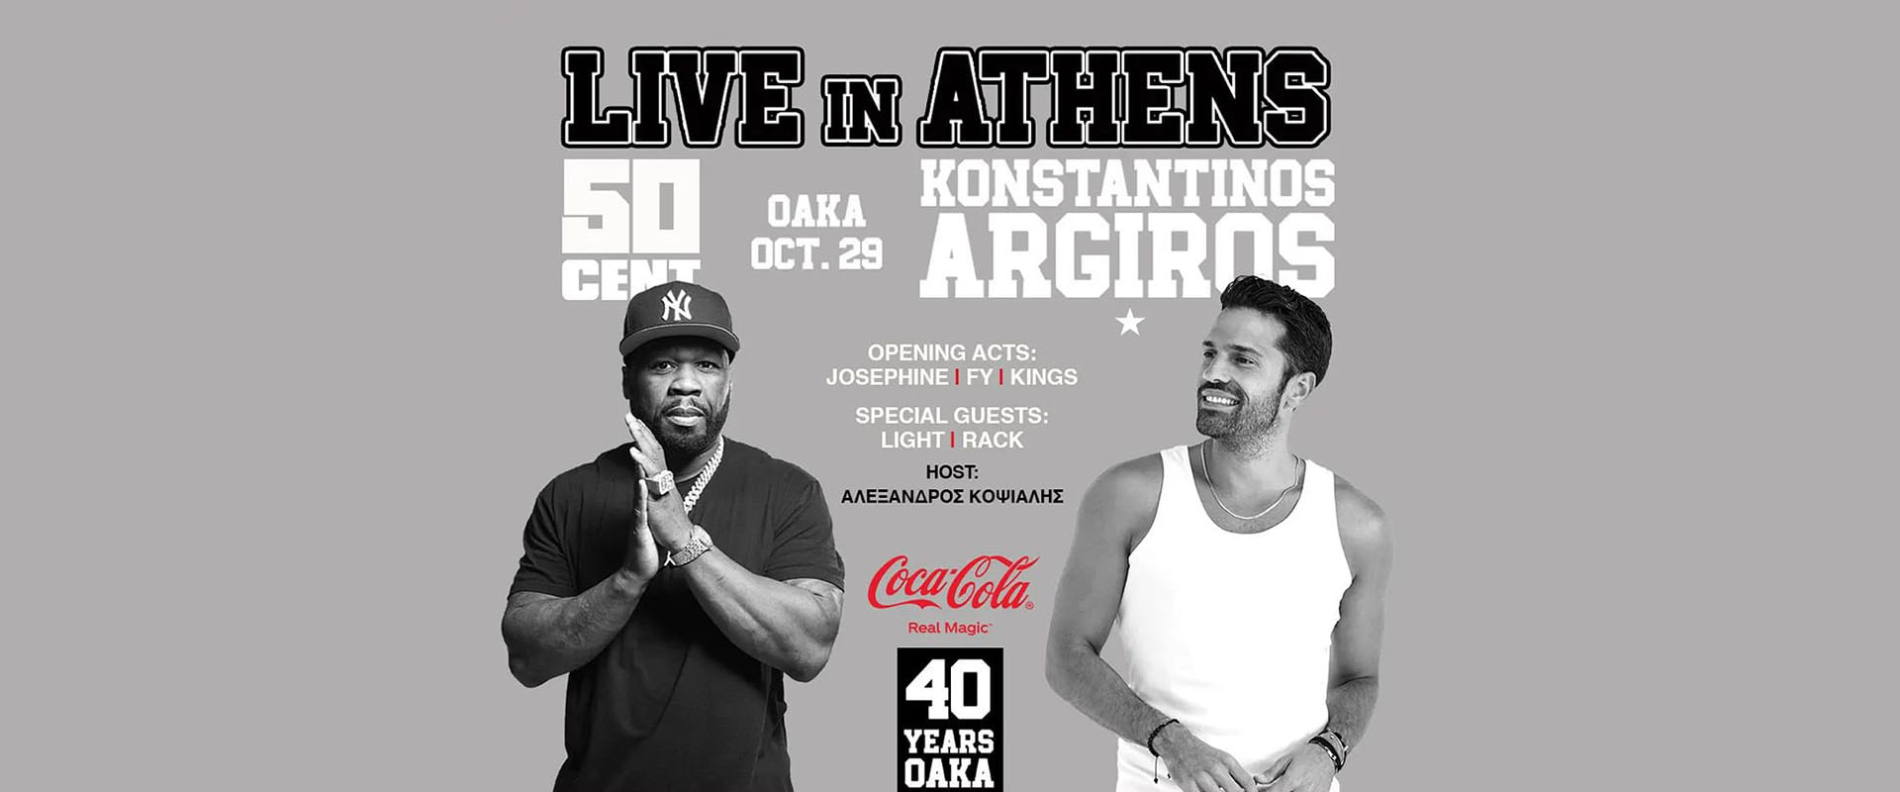 LIVE IN ATHENS
50
CENT
OAKA
OCT. 29
KONSTANTINOS
ARGIROS
NY
OPENING ACTS:
JOSEPHINE | FY | KINGS
SPECIAL GUESTS:
LIGHT | RACK
HOST:
ΑΛΕΞΑΝΔΡΟΣ ΚΟΨΙΑΛΗΣ
Coca-Cola®
Real Magic™
40
YEARS
OAKA